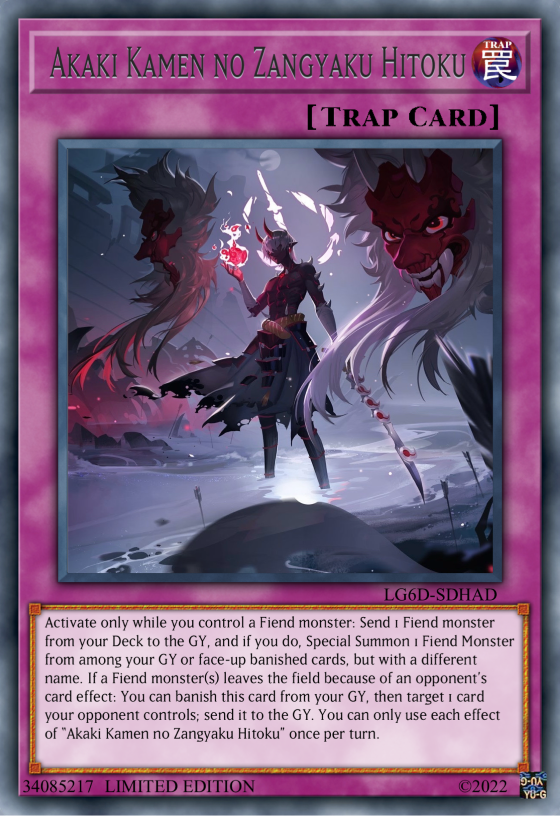 AKAKI KAMEN NO ZANGYAKU HITOKU
TRAP
罠
[TRAP CARD]
LG6D-SDHAD
Activate only while you control a Fiend monster: Send 1 Fiend monster
from your Deck to the GY, and if you do, Special Summon 1 Fiend Monster
from among your GY or face-up banished cards, but with a different
name. If a Fiend monster(s) leaves the field because of an opponent's
card effect: You can banish this card from your GY, then target 1 card
your opponent controls; send it to the GY. You can only use each effect
of "Akaki Kamen no Zangyaku Hitoku" once per turn.
34085217 LIMITED EDITION
©2022
YU-G